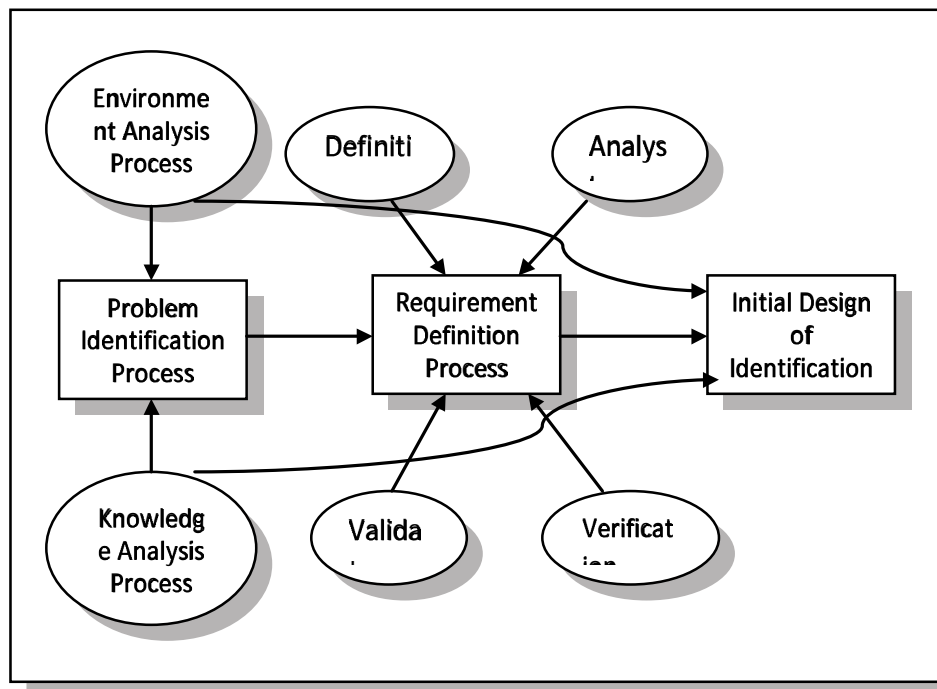 Environme
nt Analysis
Process
Definiti
Analys
Problem
Identification
Process
Requirement
Definition
Process
Initial Design
of
Identification
Knowledg
e Analysis
Process
Valida
Verificat
ion